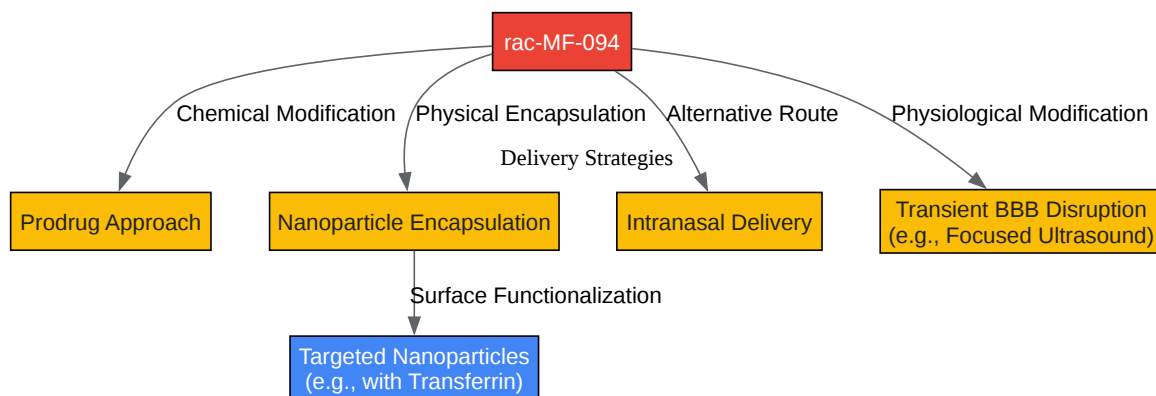 rac-MF-094
Chemical Modification
Physical Encapsulation
Alternative Route
Physiological Modification
Delivery Strategies
Prodrug Approach
Nanoparticle Encapsulation
Intranasal Delivery
Transient BBB Disruption
(e.g., Focused Ultrasound)
Surface Functionalization
Targeted Nanoparticles
(e.g., with Transferrin)